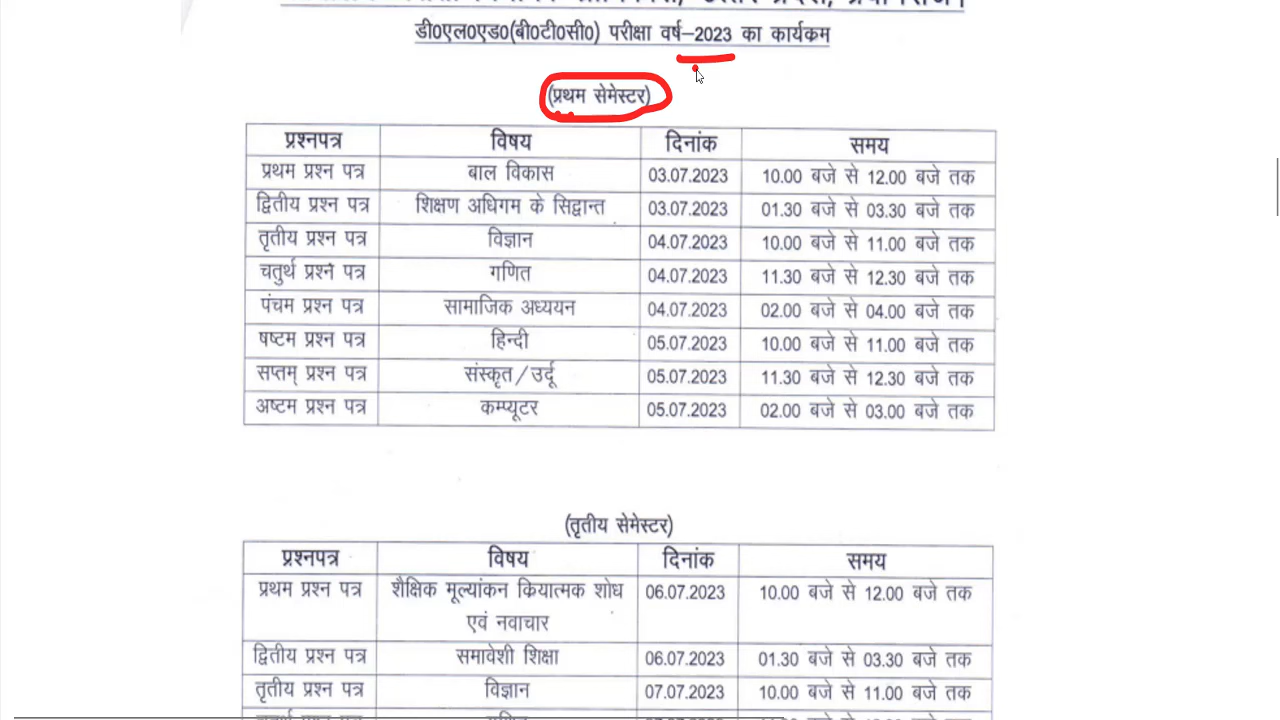 डी0एल0एड0(बी0टी0सी0) परीक्षा वर्ष–2023 का कार्यकम
(प्रथम सेमेस्टर)
प्रश्नपत्र विषय दिनांक समय
प्रथम प्रश्न पत्र बाल विकास 03.07.2023 10.00 बजे से 12.00 बजे तक
द्वितीय प्रश्न पत्र शिक्षण अधिगम के सिद्वान्त 03.07.2023 01.30 बजे से 03.30 बजे तक
तृतीय प्रश्न पत्र विज्ञान 04.07.2023 10.00 बजे से 11.00 बजे तक
चतुर्थ प्रश्न पत्र गणित 04.07.2023 11.30 बजे से 12.30 बजे तक
पंचम प्रश्न पत्र सामाजिक अध्ययन 04.07.2023 02.00 बजे से 04.00 बजे तक
षष्टम प्रश्न पत्र हिन्दी 05.07.2023 10.00 बजे से 11.00 बजे तक
सप्तम् प्रश्न पत्र संस्कृत/उर्दू 05.07.2023 11.30 बजे से 12.30 बजे तक
अष्टम प्रश्न पत्र कम्प्यूटर 05.07.2023 02.00 बजे से 03.00 बजे तक
(तृतीय सेमेस्टर)
प्रश्नपत्र विषय दिनांक समय
प्रथम प्रश्न पत्र शैक्षिक मूल्यांकन कियात्मक शोध 06.07.2023 10.00 बजे से 12.00 बजे तक
एवं नवाचार
द्वितीय प्रश्न पत्र समावेशी शिक्षा 06.07.2023 01.30 बजे से 03.30 बजे तक
तृतीय प्रश्न पत्र विज्ञान 07.07.2023 10.00 बजे से 11.00 बजे तक